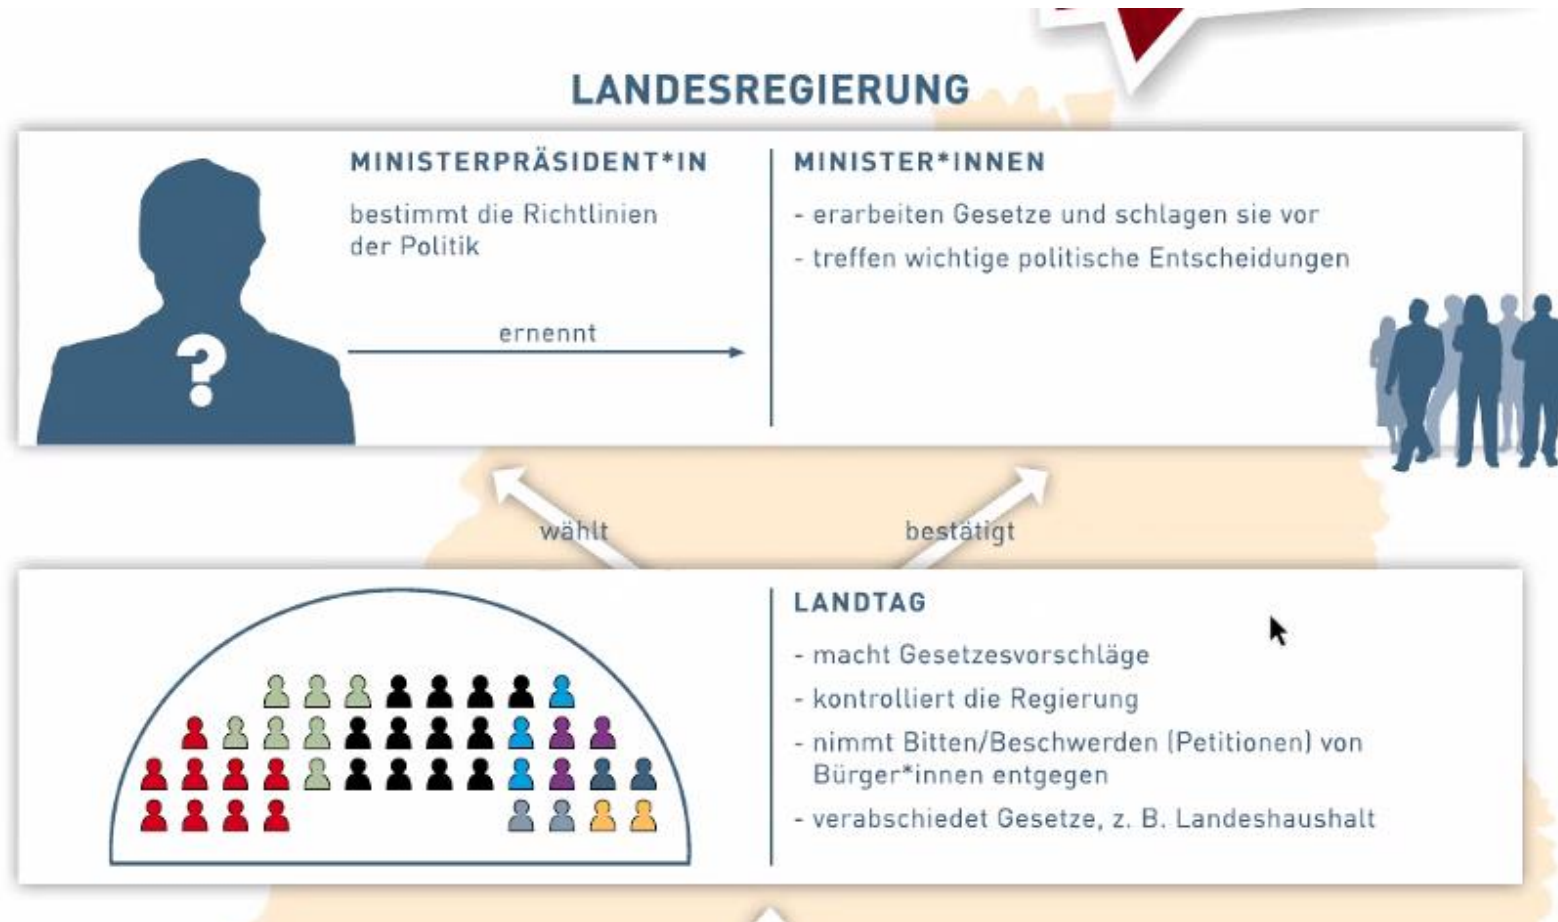 LANDESREGIERUNG
MINISTERPRÄSIDENT*IN
bestimmt die Richtlinien
der Politik
ernennt
?
MINISTER*INNEN
- erarbeiten Gesetze und schlagen sie vor
- treffen wichtige politische Entscheidungen
wählt
bestätigt
LANDTAG
- macht Gesetzesvorschläge
- kontrolliert die Regierung
- nimmt Bitten/Beschwerden (Petitionen) von
Bürger*innen entgegen
- verabschiedet Gesetze, z. B. Landeshaushalt